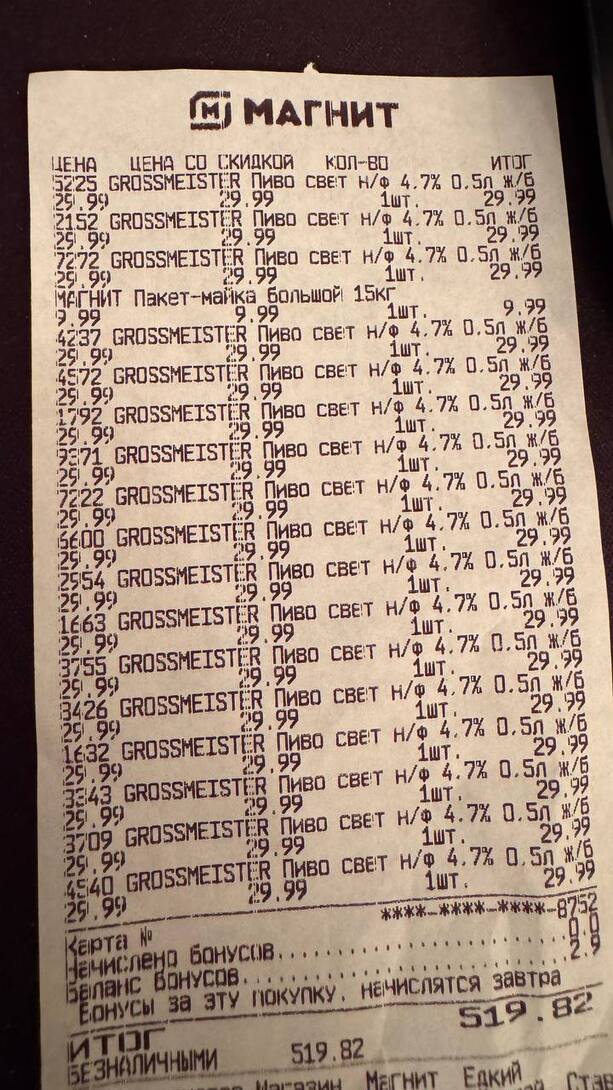 МАГНИТ
ЦЕНА ЦЕНА СО СКИДКОЙ КОЛ-ВО ИТОГ
5225 GROSSMEISTER Пиво свет н/ф 4.7% 0.5л ж/б
29.99 29.99 1шт. 29.99
2152 GROSSMEISTER Пиво свет н/ф 4.7% 0.5л ж/б
29.99 29.99 1шт. 29.99
7272 GROSSMEISTER Пиво свет н/ф 4.7% 0.5л ж/б
29.99 29.99 1шт. 29.99
МАГНИТ Пакет-майка большой 15кг
9.99 9.99 1шт. 9.99
4237 GROSSMEISTER Пиво свет н/ф 4.7% 0.5л ж/б
29.99 29.99 1шт. 29.99
4572 GROSSMEISTER Пиво свет н/ф 4.7% 0.5л ж/б
29.99 29.99 1шт. 29.99
1792 GROSSMEISTER Пиво свет н/ф 4.7% 0.5л ж/б
29.99 29.99 1шт. 29.99
9371 GROSSMEISTER Пиво свет н/ф 4.7% 0.5л ж/б
29.99 29.99 1шт. 29.99
7222 GROSSMEISTER Пиво свет н/ф 4.7% 0.5л ж/б
29.99 29.99 1шт. 29.99
6600 GROSSMEISTER Пиво свет н/ф 4.7% 0.5л ж/б
29.99 29.99 1шт. 29.99
2554 GROSSMEISTER Пиво свет н/ф 4.7% 0.5л ж/б
29.99 29.99 1шт. 29.99
1663 GROSSMEISTER Пиво свет н/ф 4.7% 0.5л ж/б
29.99 29.99 1шт. 29.99
3755 GROSSMEISTER Пиво свет н/ф 4.7% 0.5л ж/б
29.99 29.99 1шт. 29.99
3426 GROSSMEISTER Пиво свет н/ф 4.7% 0.5л ж/б
29.99 29.99 1шт. 29.99
1632 GROSSMEISTER Пиво свет н/ф 4.7% 0.5л ж/б
29.99 29.99 1шт. 29.99
3343 GROSSMEISTER Пиво свет н/ф 4.7% 0.5л ж/б
29.99 29.99 1шт. 29.99
3709 GROSSMEISTER Пиво свет н/ф 4.7% 0.5л ж/б
29.99 29.99 1шт. 29.99
4540 GROSSMEISTER Пиво свет н/ф 4.7% 0.5л ж/б
29.99 29.99 1шт. 29.99
Карта № ****-****-****-8752
Начислено бонусов 0.0
Баланс бонусов 2.9
Бонусы за эту покупку, начислятся завтра
ИТОГ 519.82
БЕЗНАЛИЧНЫМИ 519.82
Магазин Магнит Едкий